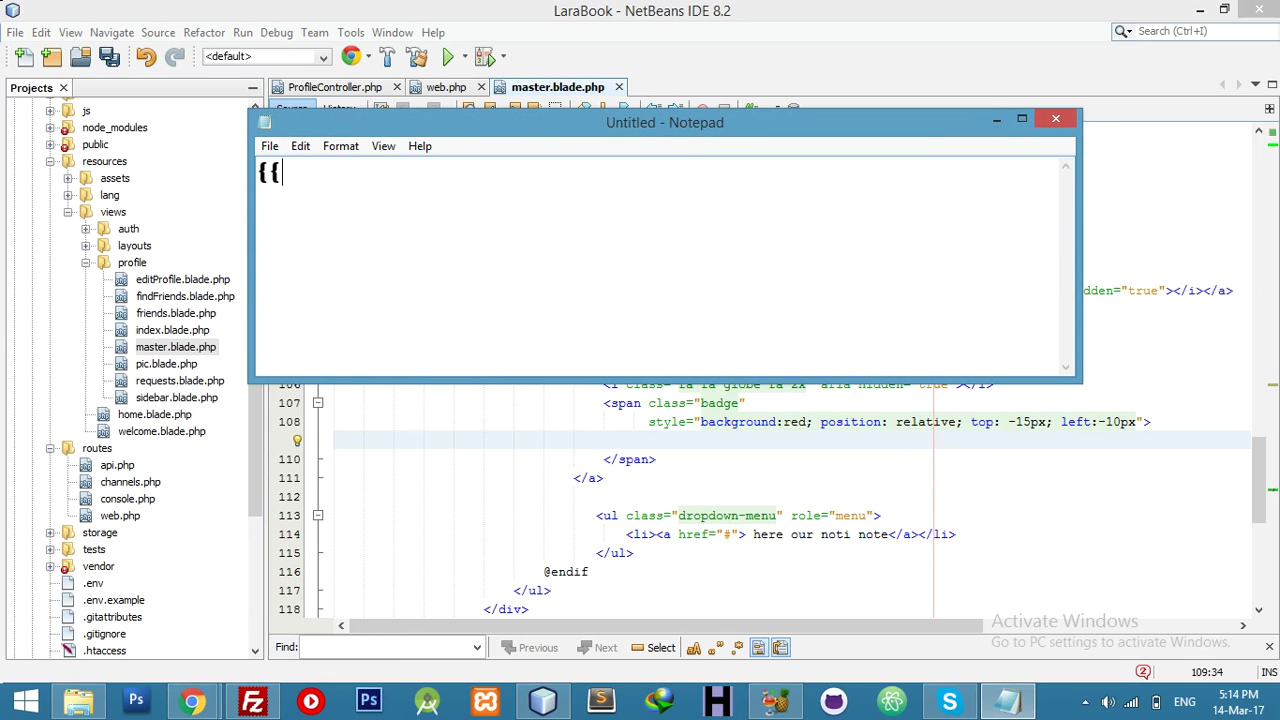 LaraBook - NetBeans IDE 8.2
File Edit View Navigate Source Refactor Run Debug Team Tools Window Help
Search (Ctrl+I)
<default>
Projects
ProfileController.php
web.php
master.blade.php
Source History
js
node_modules
public
resources
assets
lang
views
auth
layouts
profile
editProfile.blade.php
findFriends.blade.php
friends.blade.php
index.blade.php
master.blade.php
pic.blade.php
requests.blade.php
sidebar.blade.php
home.blade.php
welcome.blade.php
routes
api.php
channels.php
console.php
web.php
storage
tests
vendor
.env
.env.example
.gitattributes
.gitignore
.htaccess
Untitled - Notepad
File Edit Format View Help
{{
dden="true"></i></a>
107 <span class="badge"
108 style="background:red; position: relative; top: -15px; left:-10px">
110 </span>
111 </a>
112
113 <ul class="dropdown-menu" role="menu">
114 <li><a href="#"> here our noti note</a></li>
115 </ul>
116 @endif
117 </ul>
118 </div>
Find: Previous Next Select
Activate Windows
Go to PC settings to activate Windows.
2
109:34 INS
Ps
Ps
ENG
5:14 PM
14-Mar-17